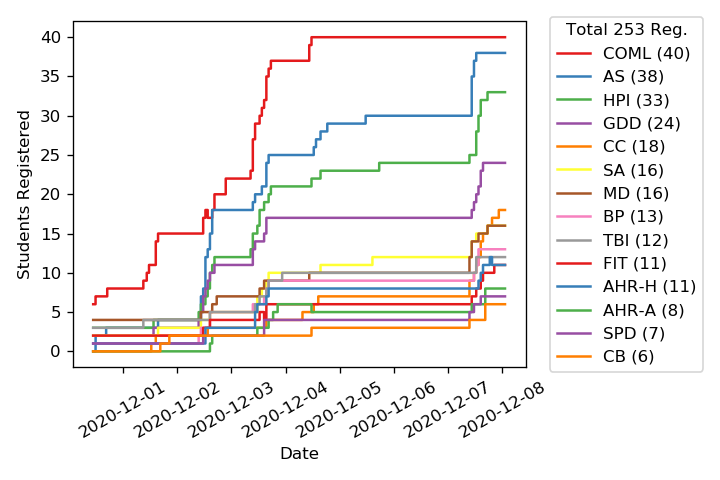 Students Registered
40
35
30
25
20
15
10
5
0
2020-12-01
2020-12-02
2020-12-03
2020-12-04
2020-12-05
2020-12-06
2020-12-07
2020-12-08
Date
Total 253 Reg.
COML (40)
AS (38)
HPI (33)
GDD (24)
CC (18)
SA (16)
MD (16)
BP (13)
TBI (12)
FIT (11)
AHR-H (11)
AHR-A (8)
SPD (7)
CB (6)